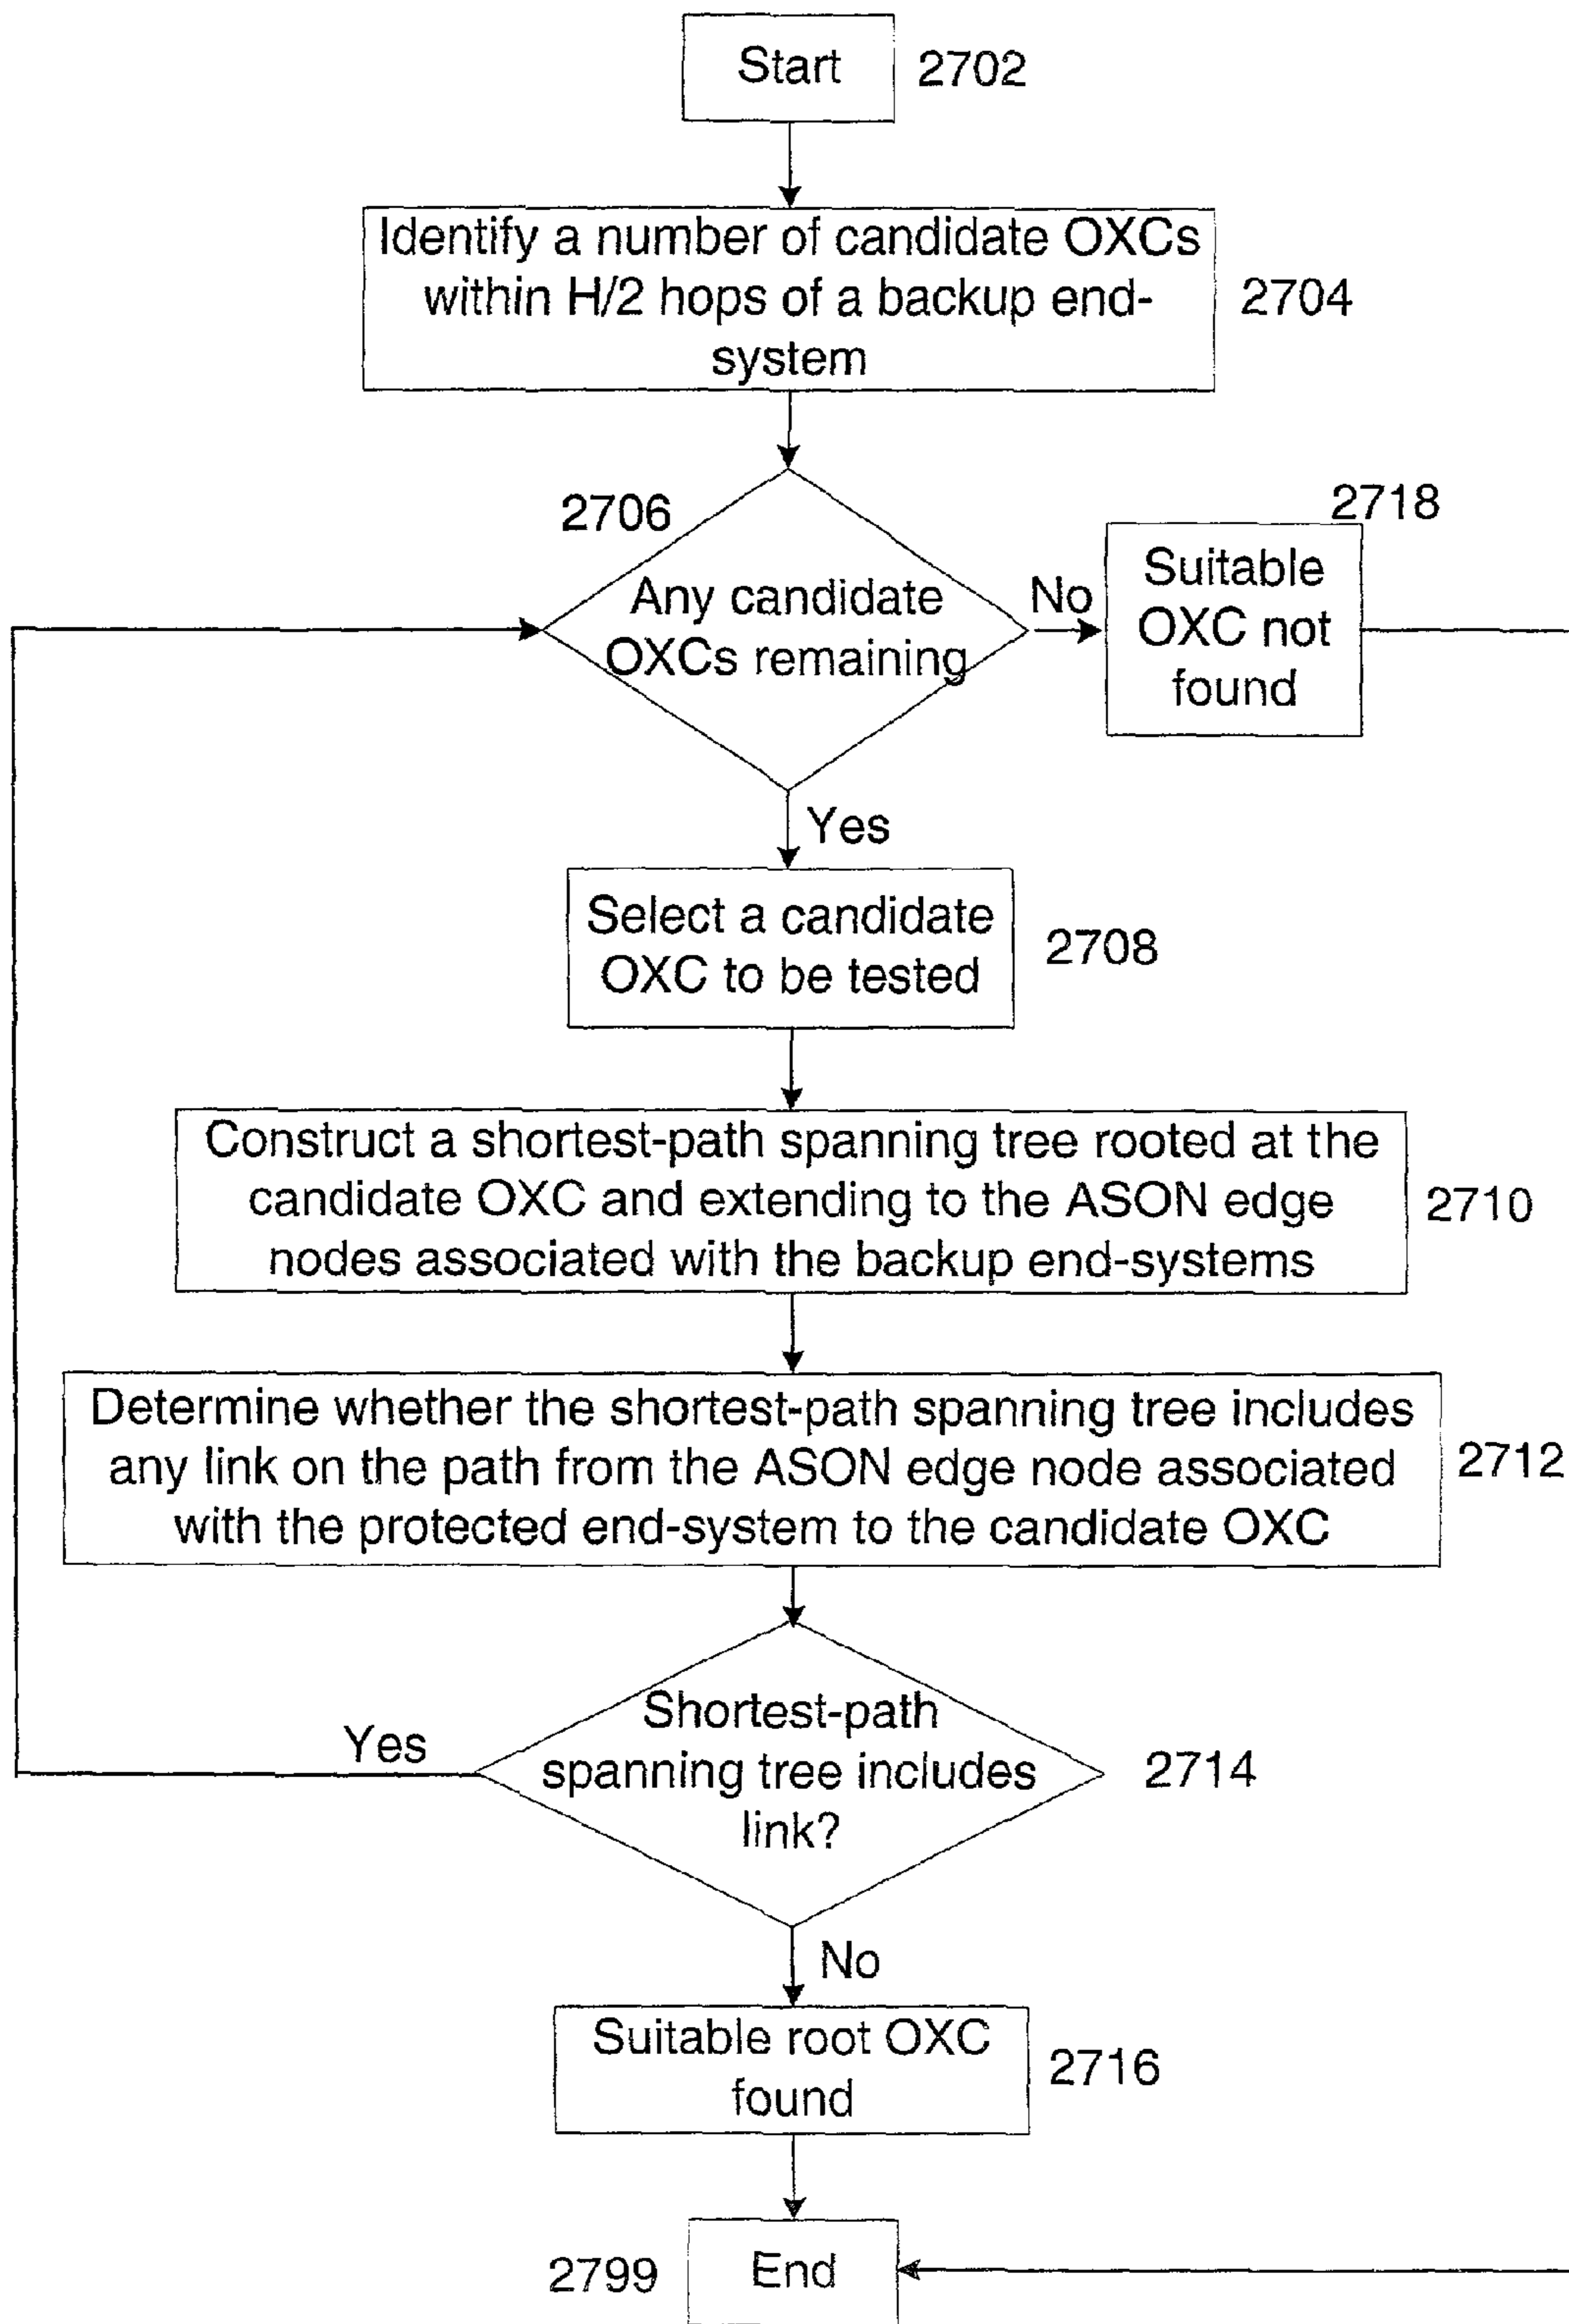 Start
2702
Identify a number of candidate OXCs
within H/2 hops of a backup end-
system
2704
2706
Any candidate
OXCs remaining
No
2718
Suitable
OXC not
found
Yes
Select a candidate
OXC to be tested
2708
Construct a shortest-path spanning tree rooted at the
candidate OXC and extending to the ASON edge
nodes associated with the backup end-systems
2710
Determine whether the shortest-path spanning tree includes
any link on the path from the ASON edge node associated
with the protected end-system to the candidate OXC
2712
Yes
Shortest-path
spanning tree includes
link?
2714
No
Suitable root OXC
found
2716
2799
End